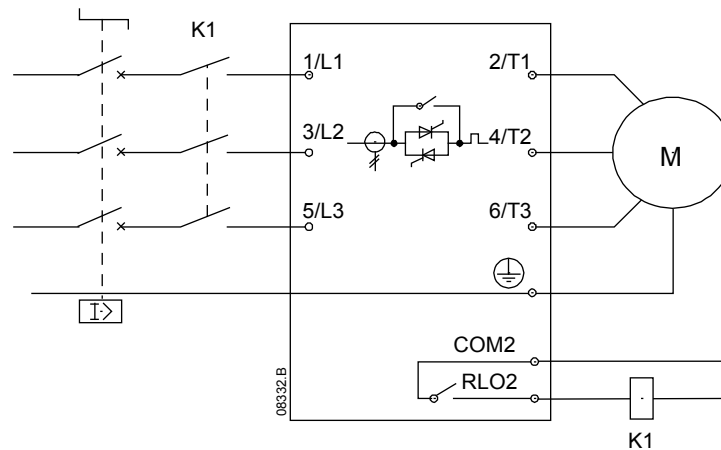 K1
1/L1
2/T1
3/L2
4/T2
M
5/L3
6/T3
I>
COM2
RLO2
08332.B
K1